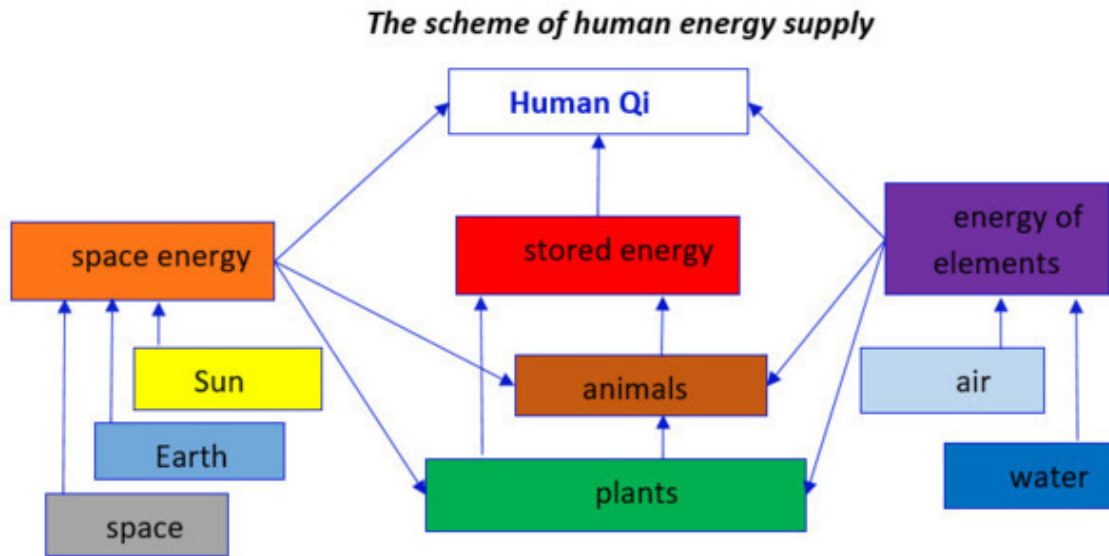 The scheme of human energy supply
Human Qi
space energy
stored energy
energy of
elements
Sun
animals
air
Earth
plants
water
space